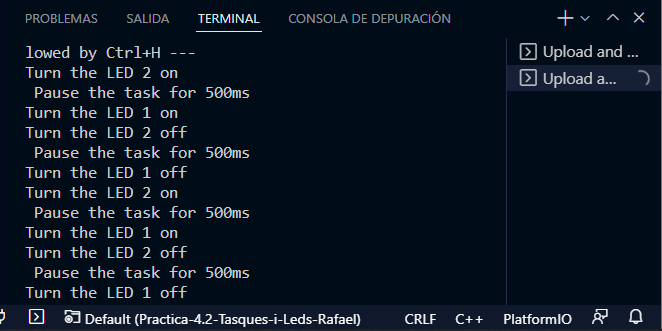 PROBLEMAS SALIDA TERMINAL CONSOLA DE DEPURACIÓN
lowed by Ctrl+H ---
Turn the LED 2 on
 Pause the task for 500ms
Turn the LED 1 on
Turn the LED 2 off
 Pause the task for 500ms
Turn the LED 1 off
Turn the LED 2 on
 Pause the task for 500ms
Turn the LED 1 on
Turn the LED 2 off
 Pause the task for 500ms
Turn the LED 1 off
Upload and ...
Upload a...
Default (Practica-4.2-Tasques-i-Leds-Rafael) CRLF C++ PlatformIO